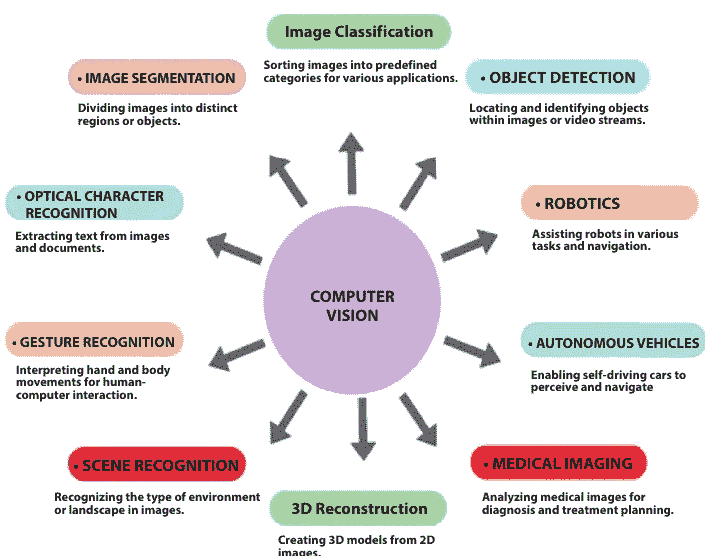 Image Classification
Sorting images into predefined
categories for various applications.
• IMAGE SEGMENTATION
Dividing images into distinct
regions or objects.
• OBJECT DETECTION
Locating and identifying objects
within images or video streams.
• OPTICAL CHARACTER
RECOGNITION
Extracting text from images
and documents.
• ROBOTICS
Assisting robots in various
tasks and navigation.
COMPUTER
VISION
• GESTURE RECOGNITION
Interpreting hand and body
movements for human-
computer interaction.
• AUTONOMOUS VEHICLES
Enabling self-driving cars to
perceive and navigate
• SCENE RECOGNITION
Recognizing the type of environment
or landscape in images.
• MEDICAL IMAGING
Analyzing medical images for
diagnosis and treatment planning.
3D Reconstruction
Creating 3D models from 2D
images.